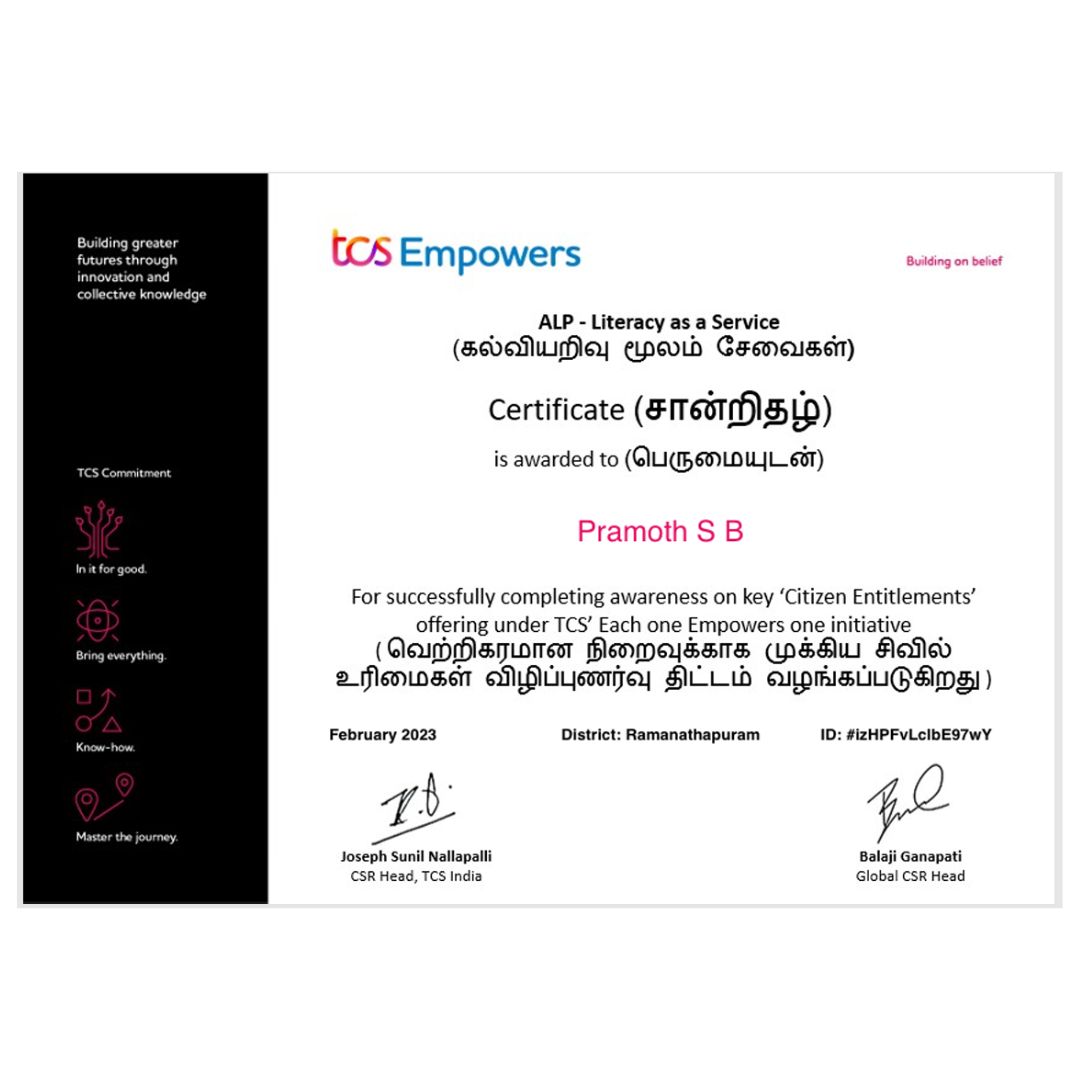 Building greater
futures through
innovation and
collective knowledge
TCS Commitment
In it for good.
Bring everything.
Know-how.
Master the journey.
tcs Empowers
Building on belief
ALP - Literacy as a Service
(கல்வியறிவு மூலம் சேவைகள்)
Certificate (சான்றிதழ்)
is awarded to (பெருமையுடன்)
Pramoth S B
For successfully completing awareness on key ‘Citizen Entitlements’
offering under TCS’ Each one Empowers one initiative
( வெற்றிகரமான நிறைவுக்காக முக்கிய சிவில்
உரிமைகள் விழிப்புணர்வு திட்டம் வழங்கப்படுகிறது )
February 2023 District: Ramanathapuram ID: #izHPFvLclbE97wY
Joseph Sunil Nallapalli
CSR Head, TCS India
Balaji Ganapati
Global CSR Head